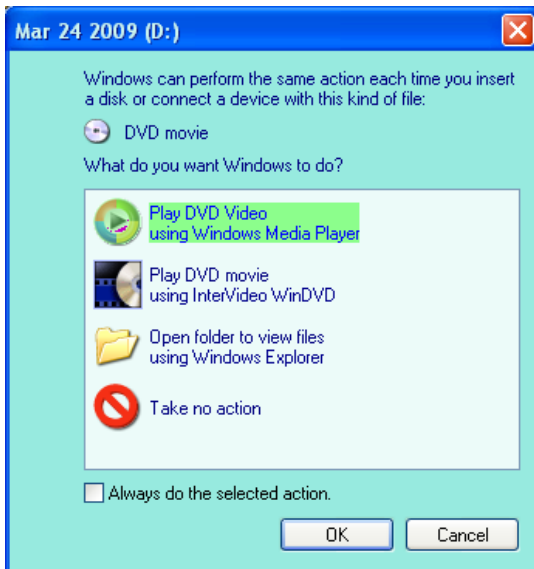 Mar 24 2009 (D:)
Windows can perform the same action each time you insert
a disk or connect a device with this kind of file:
DVD movie
What do you want Windows to do?
Play DVD Video
using Windows Media Player
Play DVD movie
using InterVideo WinDVD
Open folder to view files
using Windows Explorer
Take no action
Always do the selected action.
OK Cancel